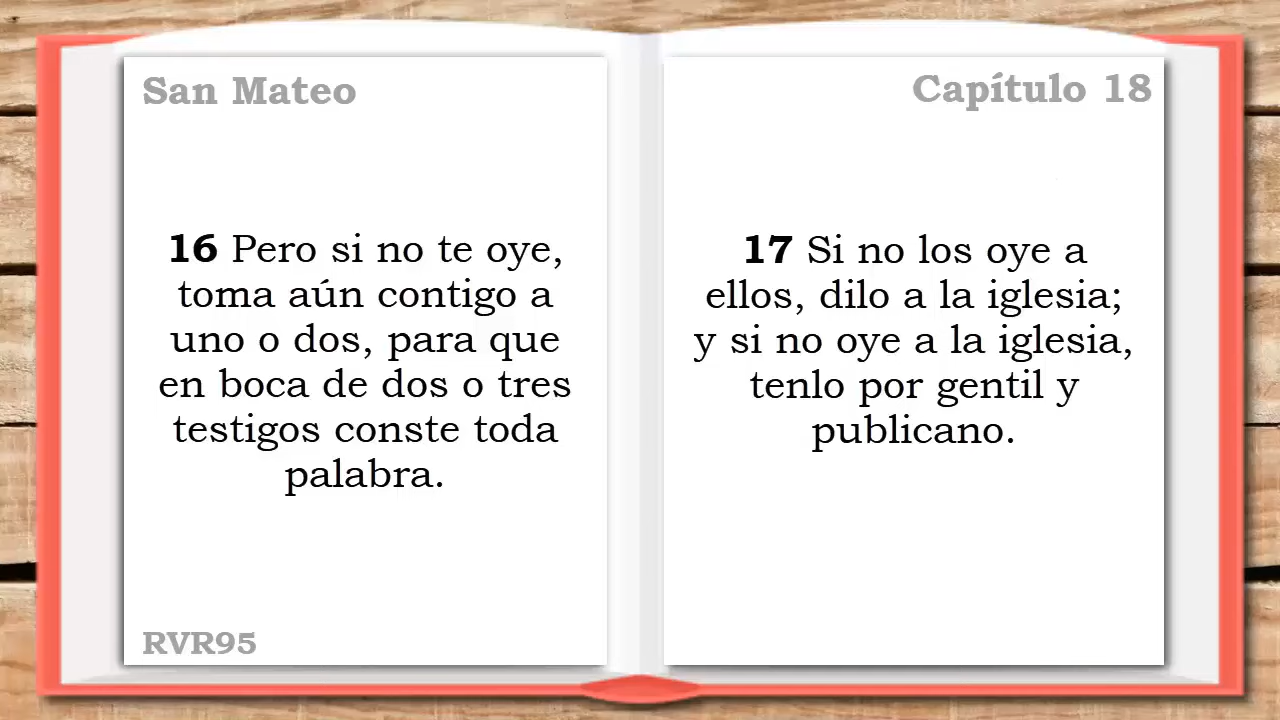 San Mateo
16 Pero si no te oye,
toma aún contigo a
uno o dos, para que
en boca de dos o tres
testigos conste toda
palabra.
RVR95
Capítulo 18
17 Si no los oye a
ellos, dilo a la iglesia;
y si no oye a la iglesia,
tenlo por gentil y
publicano.